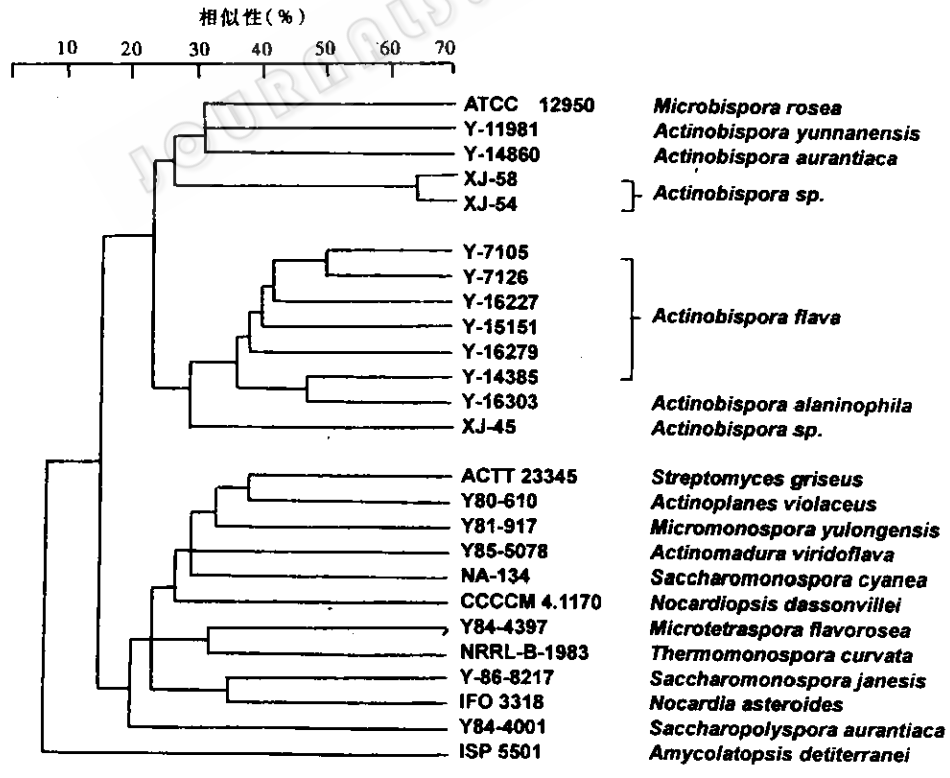 相似性(%)
10 20 30 40 50 60 70
JOURNALS
ATCC 12950 Microbispora rosea
Y-11981 Actinobispora yunnanensis
Y-14860 Actinobispora aurantiaca
XJ-58
XJ-54 Actinobispora sp.
Y-7105
Y-7126
Y-16227
Y-15151 Actinobispora flava
Y-16279
Y-14385
Y-16303 Actinobispora alaninophila
XJ-45 Actinobispora sp.
ACTT 23345 Streptomyces griseus
Y80-610 Actinoplanes violaceus
Y81-917 Micromonospora yulongensis
Y85-5078 Actinomadura viridoflava
NA-134 Saccharomonospora cyanea
CCCCM 4.1170 Nocardiopsis dassonvillei
Y84-4397 Microtetraspora flavorosea
NRRL-B-1983 Thermomonospora curvata
Y-86-8217 Saccharomonospora janesis
IFO 3318 Nocardia asteroides
Y84-4001 Saccharopolyspora aurantiaca
ISP 5501 Amycolatopsis detiterranei